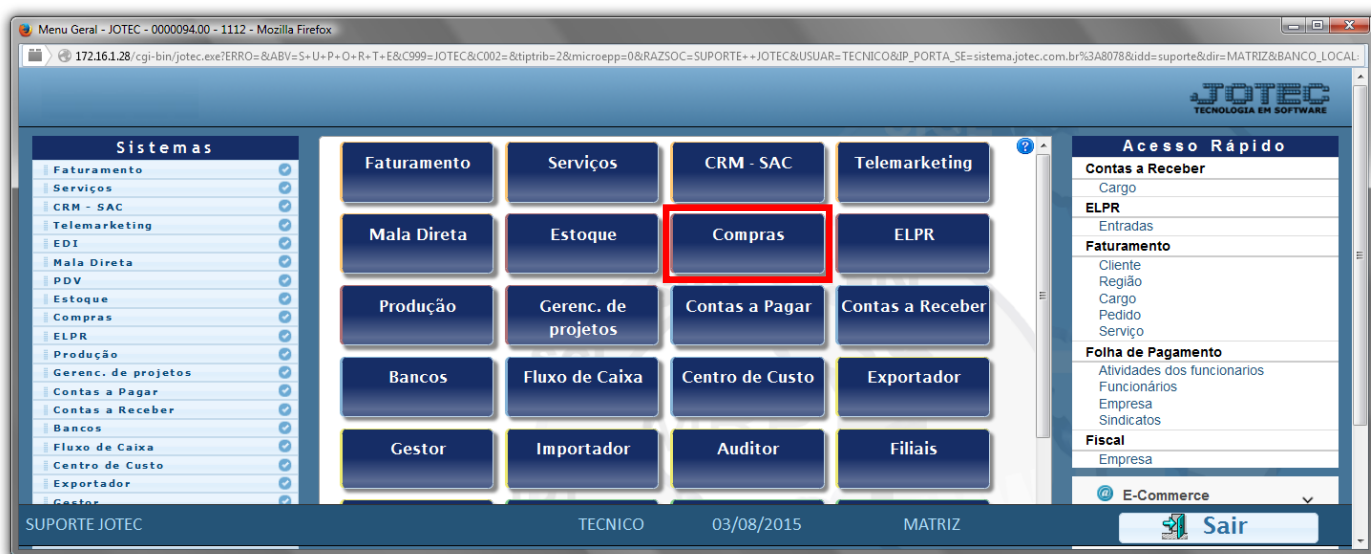 Menu Geral - JOTEC - 0000094.00 - 1112 - Mozilla Firefox
172.16.1.28/cgi-bin/jotec.exe?ERRO=&ABV=S+U+P+O+R+T+E&C999=JOTEC&C002=&tiptrib=2&microepp=0&RAZSOC=SUPORTE++JOTEC&USUAR=TECNICO&IP_PORTA_SE=sistema.jotec.com.br%3A8078&idd=suporte&dir=MATRIZ&BANCO_LOCAL
JOTEC
TECNOLOGIA EM SOFTWARE
Sistemas
Faturamento
Serviços
CRM - SAC
Telemarketing
EDI
Mala Direta
PDV
Estoque
Compras
ELPR
Produção
Gerenc. de projetos
Contas a Pagar
Contas a Receber
Bancos
Fluxo de Caixa
Centro de Custo
Exportador
Gestor
Faturamento
Serviços
CRM - SAC
Telemarketing
Mala Direta
Estoque
Compras
ELPR
Produção
Gerenc. de
projetos
Contas a Pagar
Contas a Receber
Bancos
Fluxo de Caixa
Centro de Custo
Exportador
Gestor
Importador
Auditor
Filiais
Acesso Rápido
Contas a Receber
Cargo
ELPR
Entradas
Faturamento
Cliente
Região
Cargo
Pedido
Serviço
Folha de Pagamento
Atividades dos funcionarios
Funcionários
Empresa
Sindicatos
Fiscal
Empresa
E-Commerce
SUPORTE JOTEC
TECNICO
03/08/2015
MATRIZ
Sair